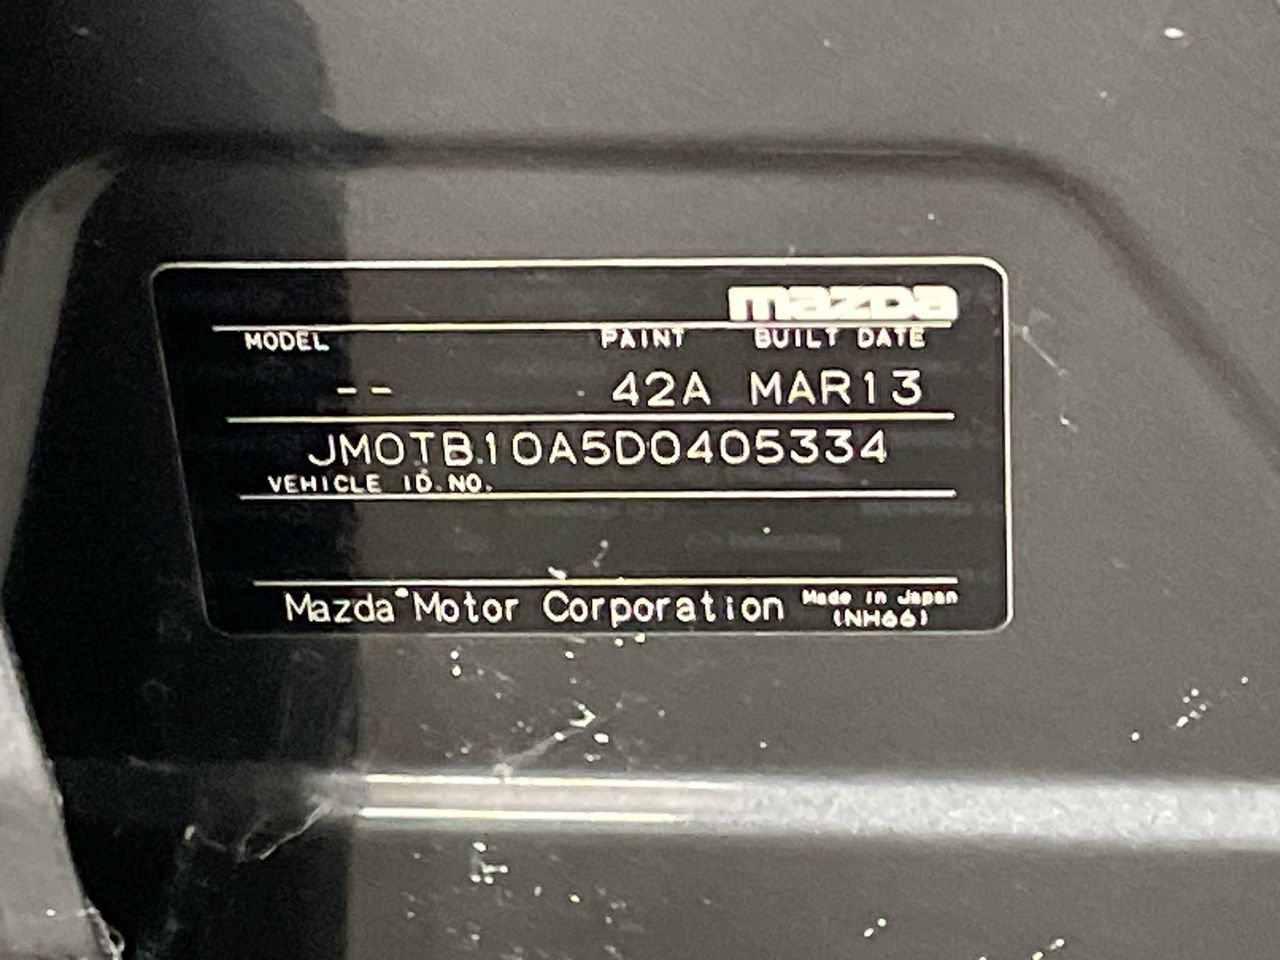 mazda
MODEL PAINT BUILT DATE
-- 42A MAR13
JM0TB10A5D0405334
VEHICLE ID.NO.
Mazda Motor Corporation Made in Japan
(NH66)